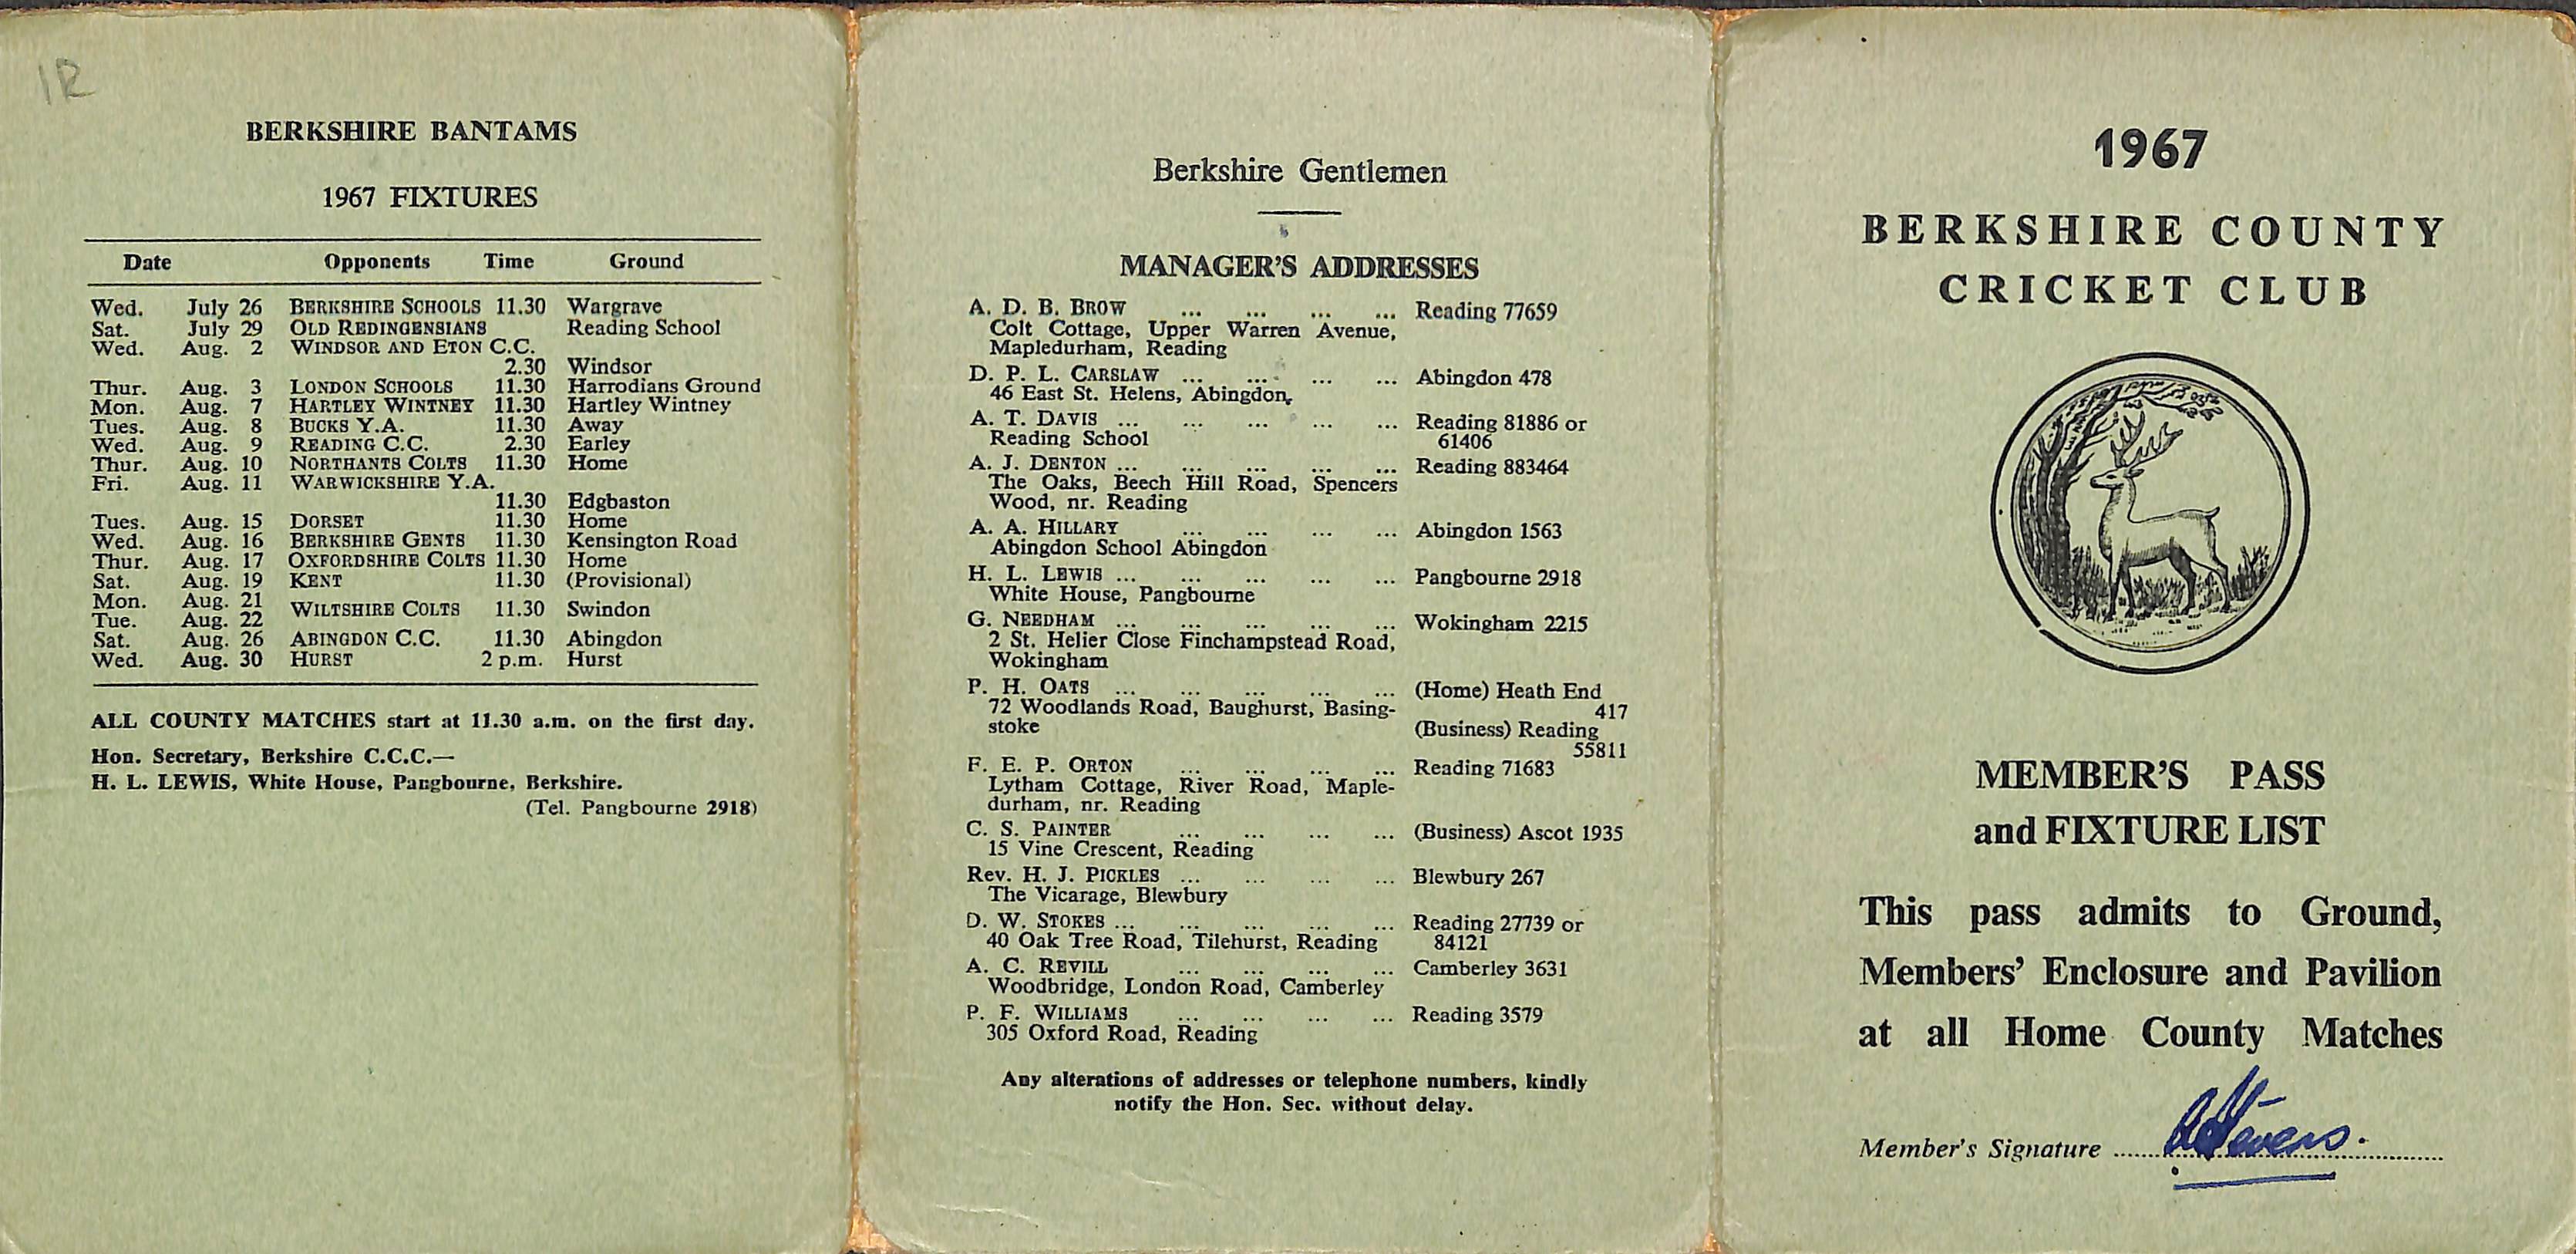 1R
BERKSHIRE BANTAMS
1967 FIXTURES
Date Opponents Time Ground
Wed. July 26 BERKSHIRE SCHOOLS 11.30 Wargrave
Sat. July 29 OLD REDINGENSIANS Reading School
Wed. Aug. 2 WINDSOR AND ETON C.C.
2.30 Windsor
Thur. Aug. 3 LONDON SCHOOLS 11.30 Harrodians Ground
Mon. Aug. 7 HARTLEY WINTNEY 11.30 Hartley Wintney
Tues. Aug. 8 BUCKS Y.A. 11.30 Away
Wed. Aug. 9 READING C.C. 2.30 Earley
Thur. Aug. 10 NORTHANTS COLTS 11.30 Home
Fri. Aug. 11 WARWICKSHIRE Y.A.
11.30 Edgbaston
Tues. Aug. 15 DORSET 11.30 Home
Wed. Aug. 16 BERKSHIRE GENTS 11.30 Kensington Road
Thur. Aug. 17 OXFORDSHIRE COLTS 11.30 Home
Sat. Aug. 19 KENT 11.30 (Provisional)
Mon. Aug. 21
WILTSHIRE COLTS 11.30 Swindon
Tue. Aug. 22
Sat. Aug. 26 ABINGDON C.C. 11.30 Abingdon
Wed. Aug. 30 HURST 2 p.m. Hurst
ALL COUNTY MATCHES start at 11.30 a.m. on the first day.
Hon. Secretary, Berkshire C.C.C.—
H. L. LEWIS, White House, Pangbourne, Berkshire.
(Tel. Pangbourne 2918)
Berkshire Gentlemen
MANAGER'S ADDRESSES
A. D. B. BROW ... ... ... ... Reading 77659
Colt Cottage, Upper Warren Avenue,
Mapledurham, Reading
D. P. L. CARSLAW ... ... ... ... Abingdon 478
46 East St. Helens, Abingdon,
A. T. DAVIS ... ... ... ... ... Reading 81886 or
Reading School 61406
A. J. DENTON ... ... ... ... ... Reading 883464
The Oaks, Beech Hill Road, Spencers
Wood, nr. Reading
A. A. HILLARY ... ... ... ... Abingdon 1563
Abingdon School Abingdon
H. L. LEWIS ... ... ... ... ... Pangbourne 2918
White House, Pangbourne
G. NEEDHAM ... ... ... ... ... Wokingham 2215
2 St. Helier Close Finchampstead Road,
Wokingham
P. H. OATS ... ... ... ... ... (Home) Heath End
72 Woodlands Road, Baughurst, Basing- 417
stoke (Business) Reading
55811
F. E. P. ORTON ... ... ... ... Reading 71683
Lytham Cottage, River Road, Maple-
durham, nr. Reading
C. S. PAINTER ... ... ... ... (Business) Ascot 1935
15 Vine Crescent, Reading
Rev. H. J. PICKLES ... ... ... ... Blewbury 267
The Vicarage, Blewbury
D. W. STOKES ... ... ... ... ... Reading 27739 or
40 Oak Tree Road, Tilehurst, Reading 84121
A. C. REVILL ... ... ... ... Camberley 3631
Woodbridge, London Road, Camberley
P. F. WILLIAMS ... ... ... ... Reading 3579
305 Oxford Road, Reading
Any alterations of addresses or telephone numbers, kindly
notify the Hon. Sec. without delay.
1967
BERKSHIRE COUNTY
CRICKET CLUB
MEMBER'S PASS
and FIXTURE LIST
This pass admits to Ground,
Members' Enclosure and Pavilion
at all Home County Matches
Member's Signature